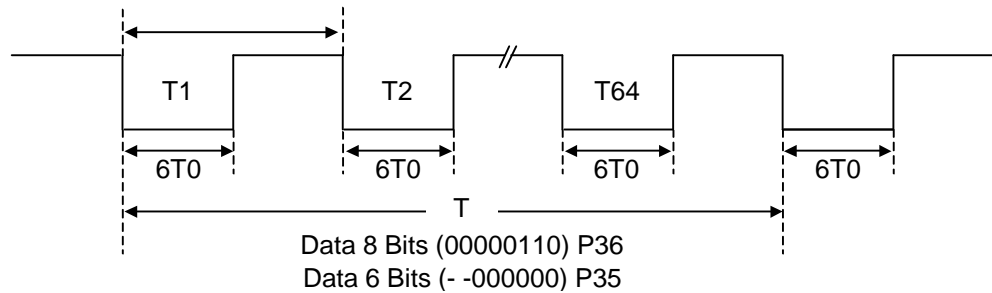 T1 T2 T64
6T0 6T0 6T0 6T0
T
Data 8 Bits (00000110) P36
Data 6 Bits (- -000000) P35